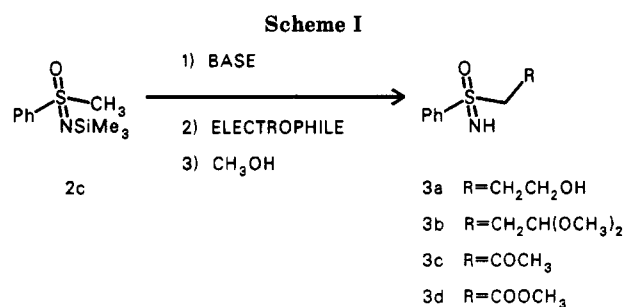 Scheme I
O
Ph S CH₃
NSiMe₃
2c
1) BASE
2) ELECTROPHILE
3) CH₃OH
O R
Ph S
NH
3a R=CH₂CH₂OH
3b R=CH₂CH(OCH₃)₂
3c R=COCH₃
3d R=COOCH₃